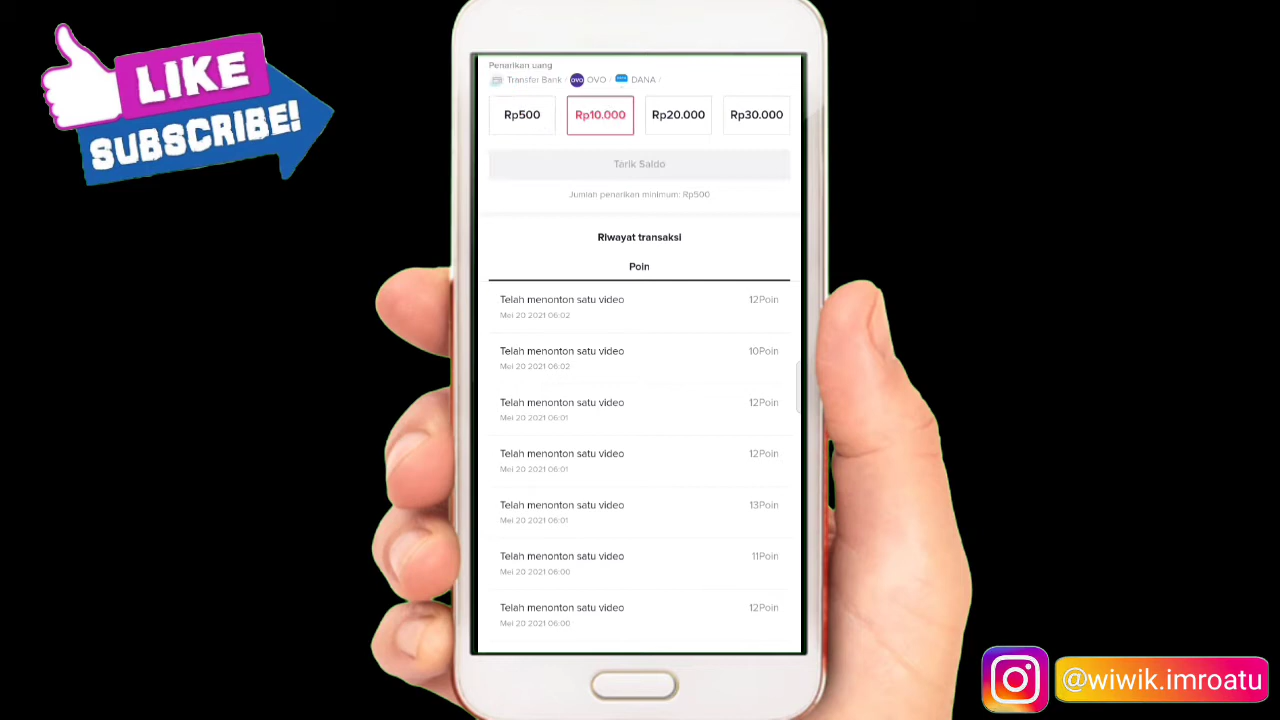 LIKE
SUBSCRIBE!
Penarikan uang
Transfer Bank / OVO / DANA /
Rp500
Rp10.000
Rp20.000
Rp30.000
Tarik Saldo
Jumlah penarikan minimum: Rp500
Riwayat transaksi
Poin
Telah menonton satu video 12Poin
Mei 20 2021 06:02
Telah menonton satu video 10Poin
Mei 20 2021 06:02
Telah menonton satu video 12Poin
Mei 20 2021 06:01
Telah menonton satu video 12Poin
Mei 20 2021 06:01
Telah menonton satu video 13Poin
Mei 20 2021 06:01
Telah menonton satu video 11Poin
Mei 20 2021 06:00
Telah menonton satu video 12Poin
Mei 20 2021 06:00
@wiwik.imroatu